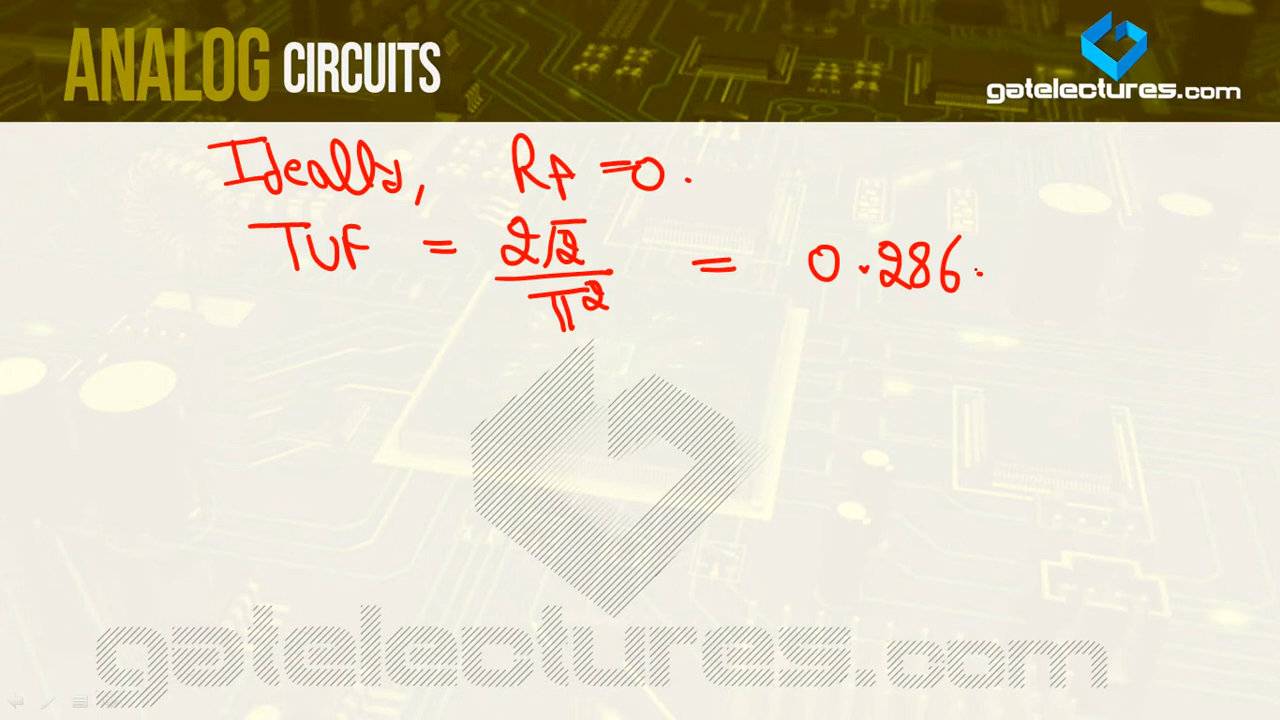 ANALOG CIRCUITS
gatelectures.com
Ideally, Rf = 0.
TUF = 2√2 / π² = 0.286.
gatelectures.com